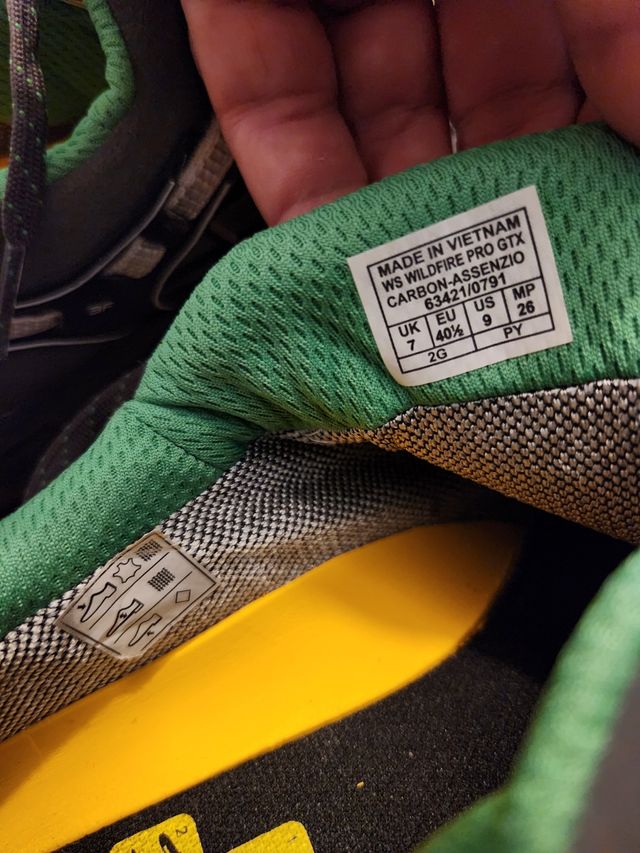 MADE IN VIETNAM
WS WILDFIRE PRO GTX
CARBON-ASSENZIO
63421/0791
UK EU US MP
7 40½ 9 26
2G PY
2